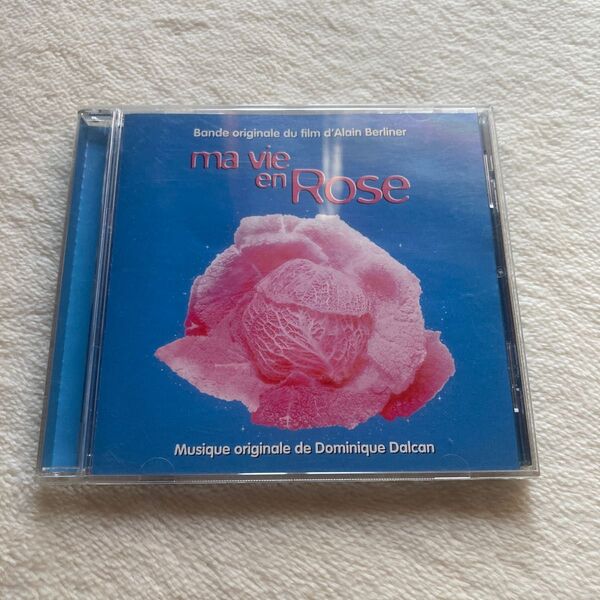 Bande originale du film d'Alain Berliner
ma vie
en Rose
Musique originale de Dominique Dalcan